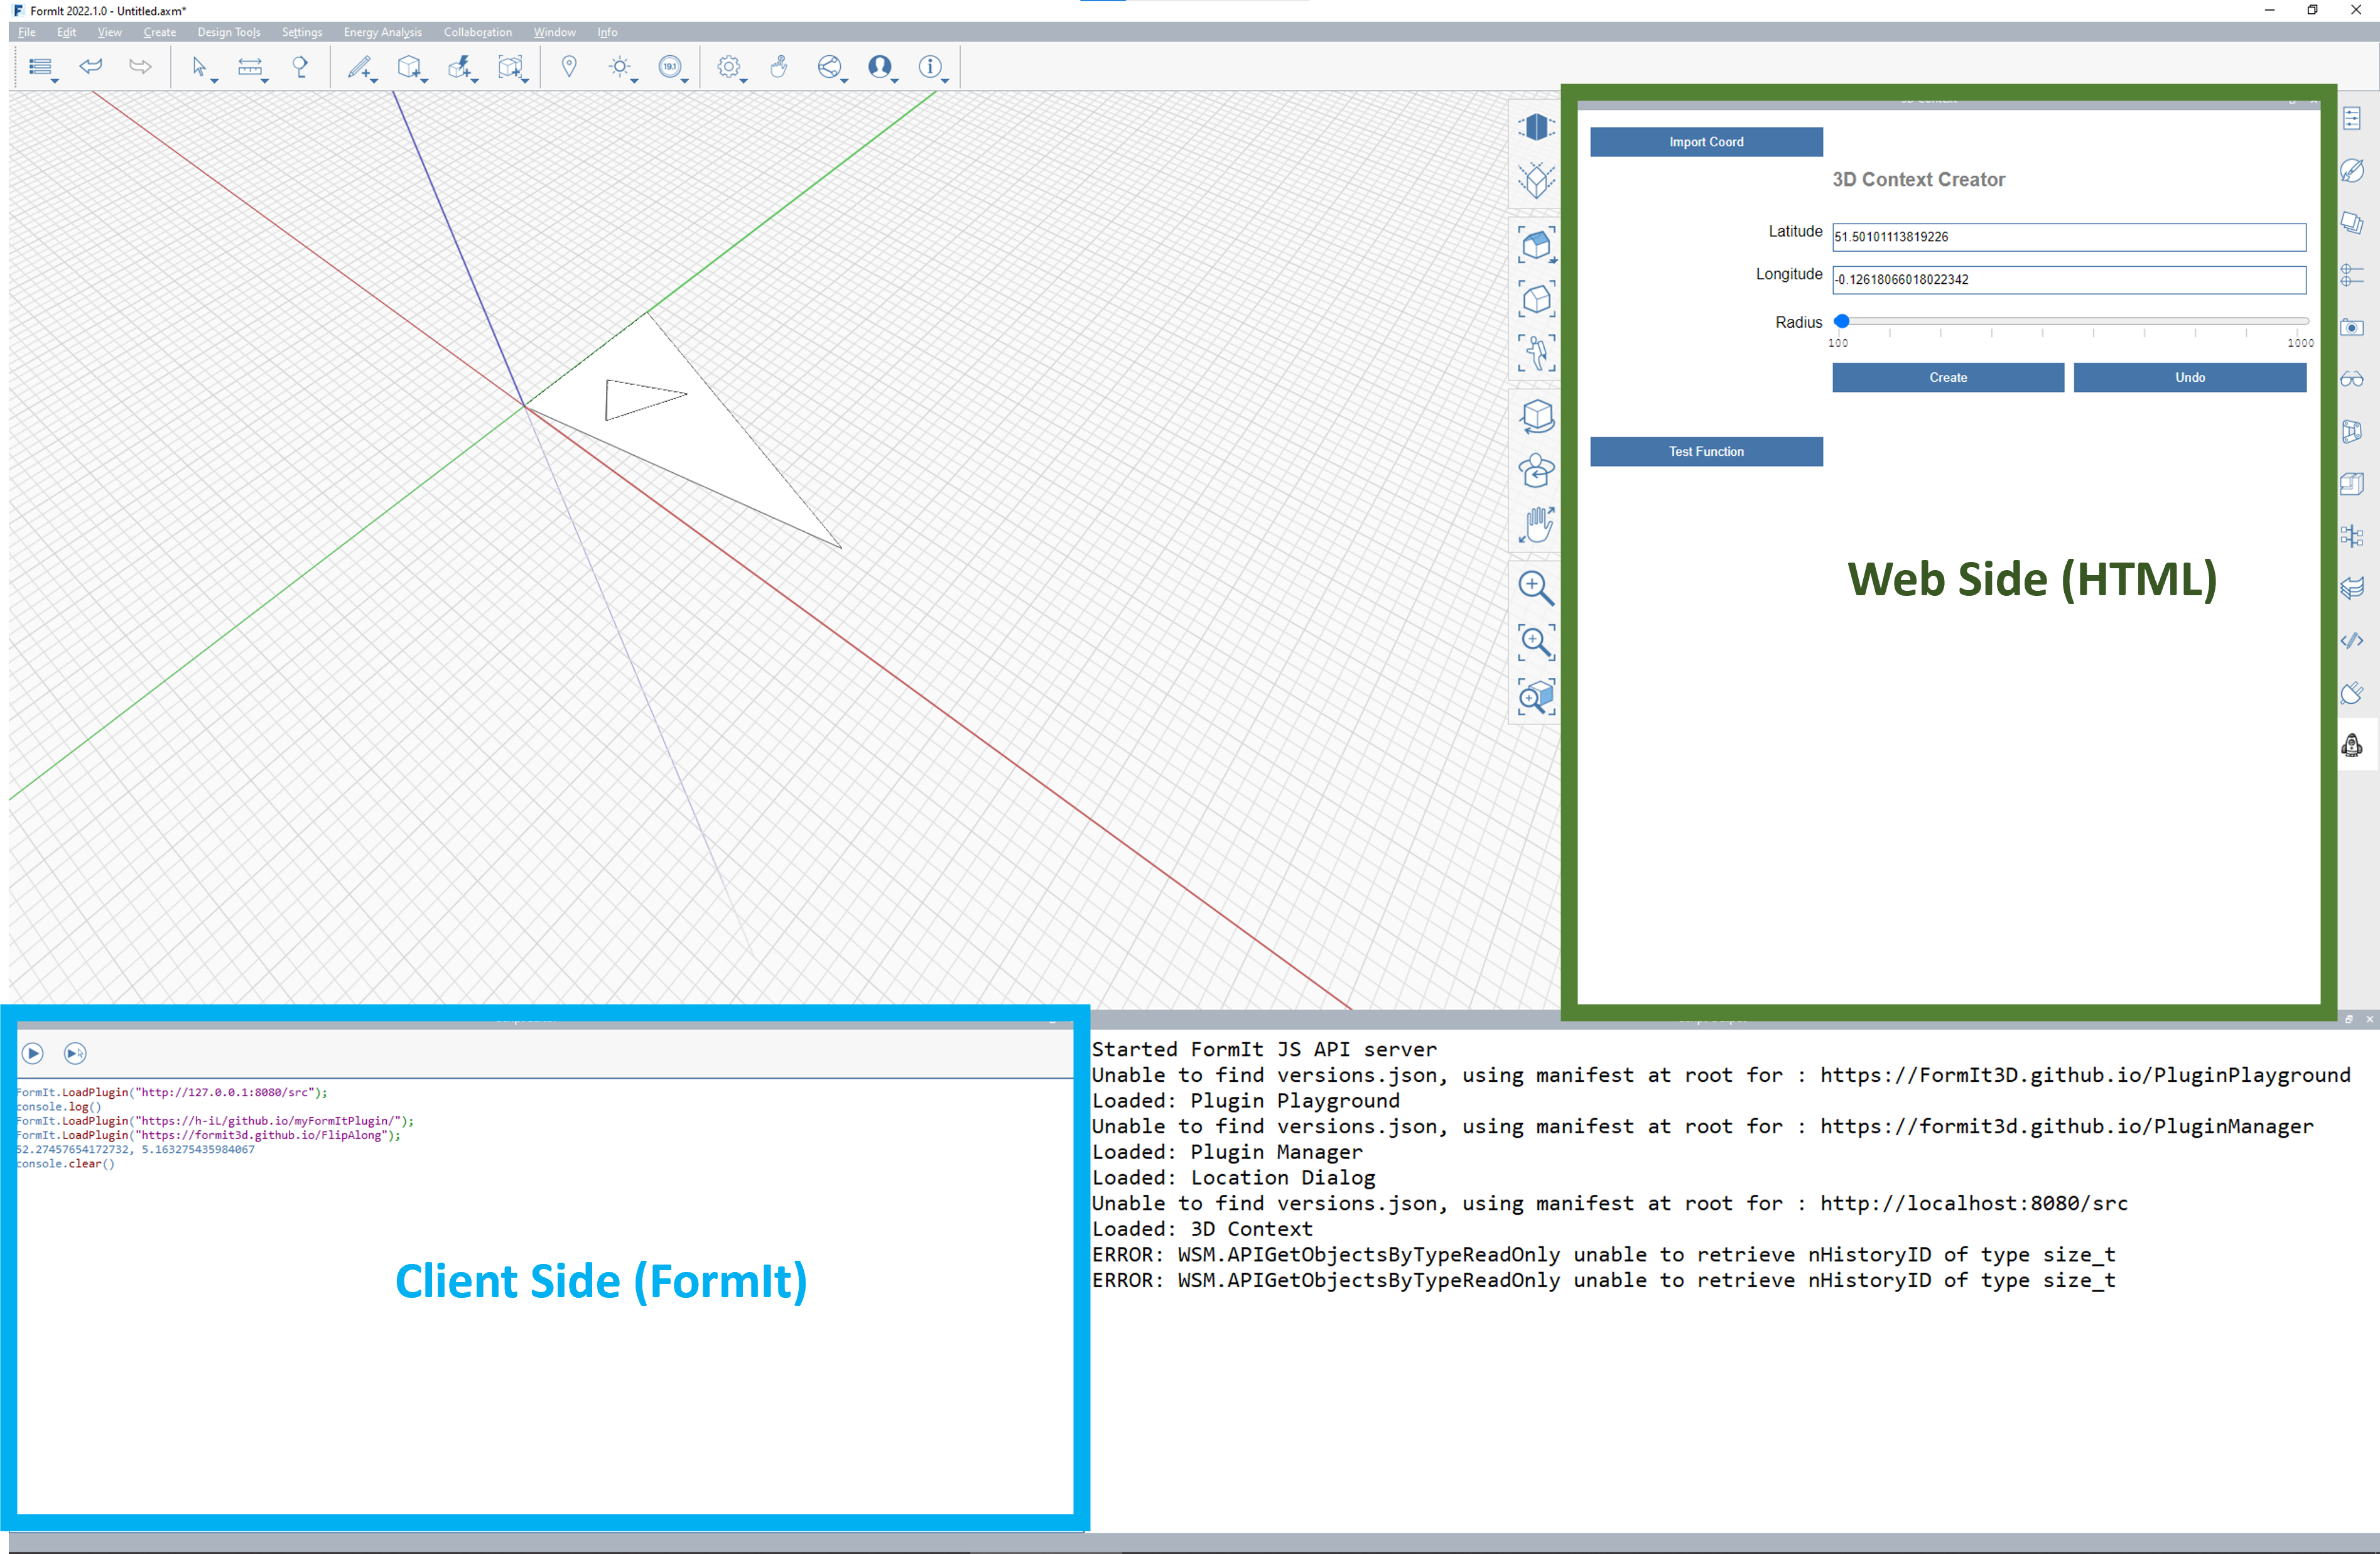 FormIt 2022.1.0 - Untitled.axm*
File Edit View Create Design Tools Settings Energy Analysis Collaboration Window Info
19.1
Import Coord
3D Context Creator
Latitude
51.50101113819226
Longitude
-0.12618066018022342
Radius
100
1000
Create
Undo
Test Function
Web Side (HTML)
FormIt.LoadPlugin("http://127.0.0.1:8080/src");
console.log()
FormIt.LoadPlugin("https://h-iL/github.io/myFormItPlugin/");
FormIt.LoadPlugin("https://formit3d.github.io/FlipAlong");
52.27457654172732, 5.163275435984067
console.clear()
Client Side (FormIt)
Started FormIt JS API server
Unable to find versions.json, using manifest at root for : https://FormIt3D.github.io/PluginPlayground
Loaded: Plugin Playground
Unable to find versions.json, using manifest at root for : https://formit3d.github.io/PluginManager
Loaded: Plugin Manager
Loaded: Location Dialog
Unable to find versions.json, using manifest at root for : http://localhost:8080/src
Loaded: 3D Context
ERROR: WSM.APIGetObjectsByTypeReadOnly unable to retrieve nHistoryID of type size_t
ERROR: WSM.APIGetObjectsByTypeReadOnly unable to retrieve nHistoryID of type size_t